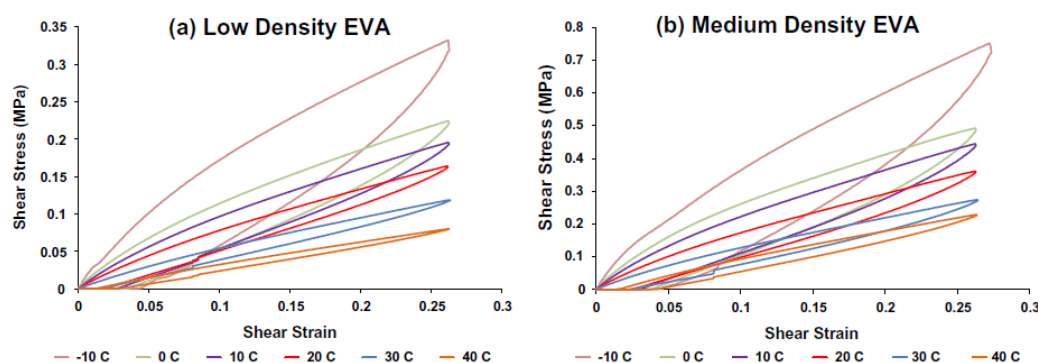 (a) Low Density EVA
Shear Stress (MPa)
0.35
0.3
0.25
0.2
0.15
0.1
0.05
0
0 0.05 0.1 0.15 0.2 0.25 0.3
Shear Strain
-10 C 0 C 10 C 20 C 30 C 40 C
(b) Medium Density EVA
Shear Stress (MPa)
0.8
0.7
0.6
0.5
0.4
0.3
0.2
0.1
0
0 0.05 0.1 0.15 0.2 0.25 0.3
Shear Strain
-10 C 0 C 10 C 20 C 30 C 40 C